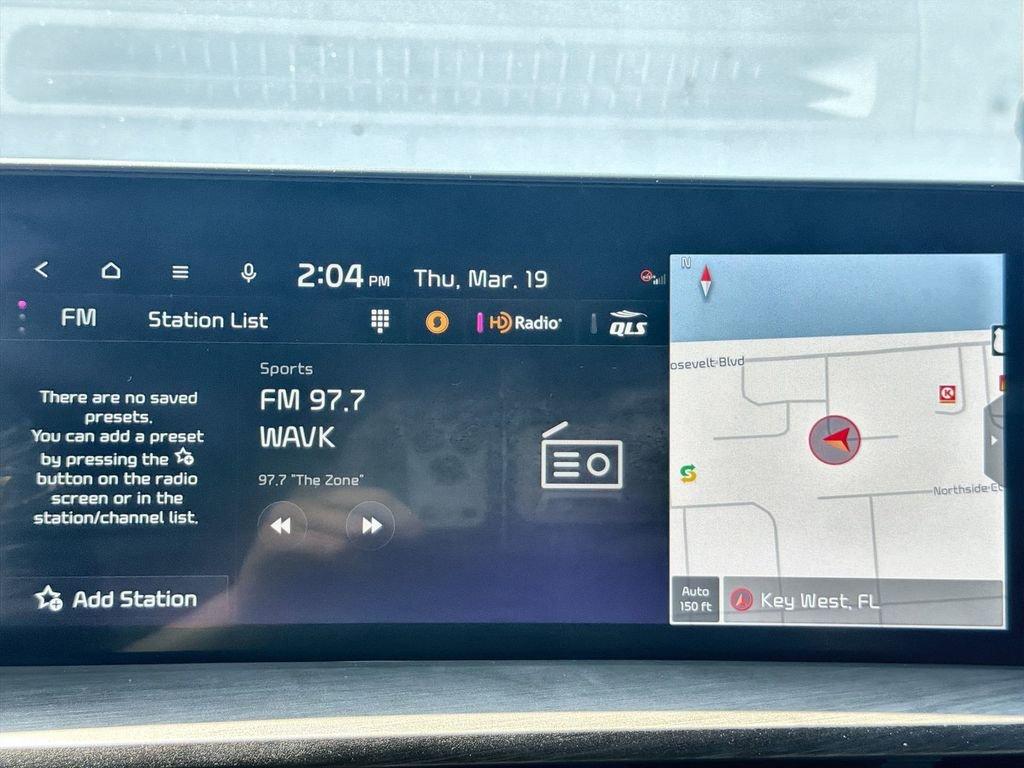 2:04 PM Thu, Mar. 19
N
FM Station List
HD Radio
QLS
osevelt Blvd
Sports
FM 97.7
WAVK
97.7 "The Zone"
There are no saved
presets.
You can add a preset
by pressing the
button on the radio
screen or in the
station/channel list.
Add Station
K
Northside
Auto
150 ft
Key West, FL